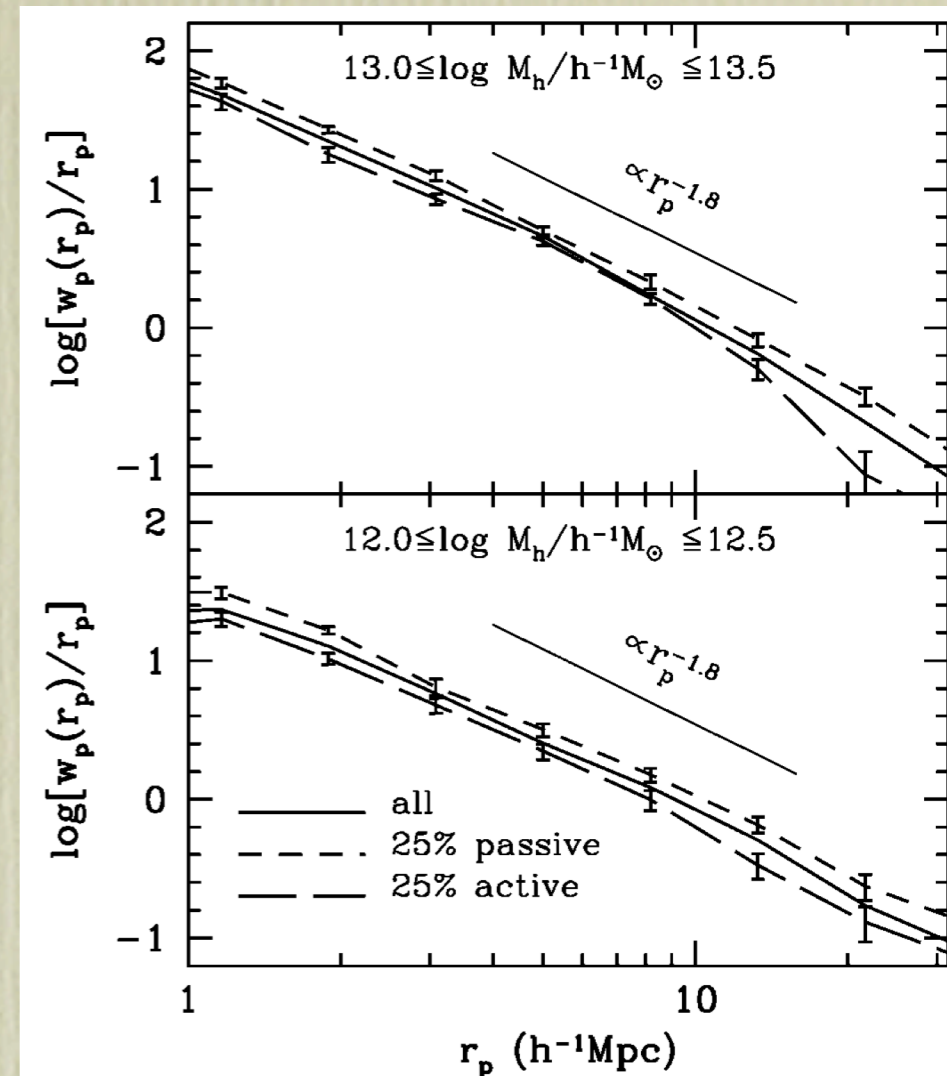 2
13.0≦log M_h/h⁻¹M_⊙ ≦13.5
∝r_p^-1.8
1
0
-1
log[w_p(r_p)/r_p]
2
12.0≦log M_h/h⁻¹M_⊙ ≦12.5
∝r_p^-1.8
1
0
-1
log[w_p(r_p)/r_p]
all
25% passive
25% active
1 10
r_p (h⁻¹Mpc)